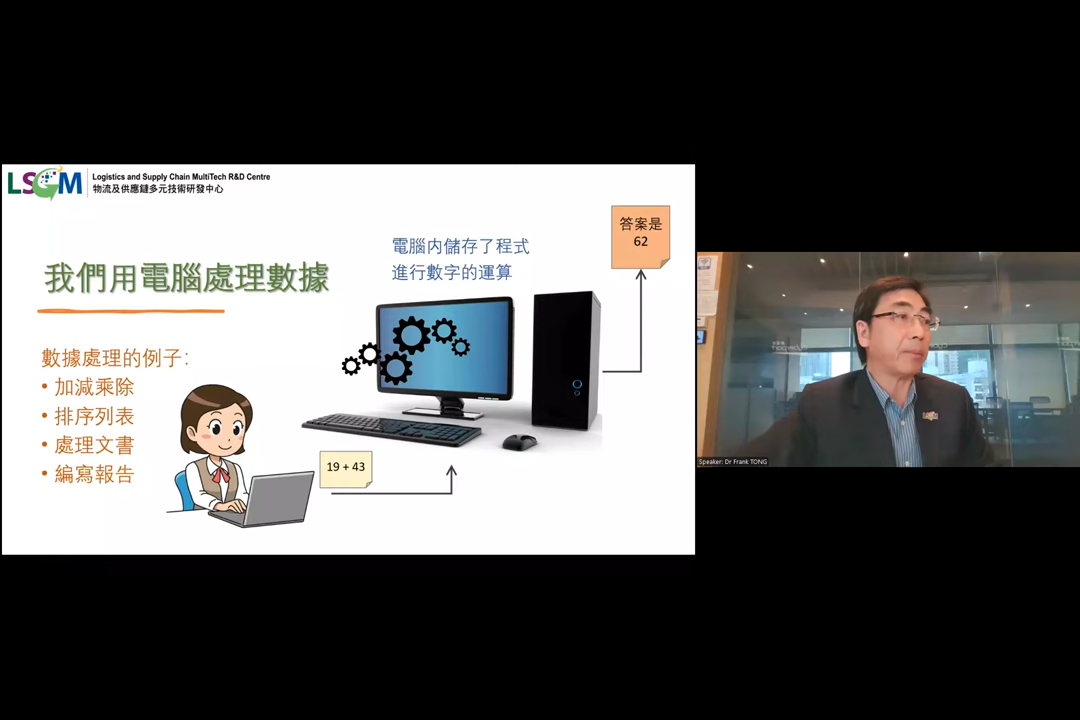 LSCM
Logistics and Supply Chain MultiTech R&D Centre
物流及供應鏈多元技術研發中心
我們用電腦處理數據
數據處理的例子:
• 加減乘除
• 排序列表
• 處理文書
• 編寫報告
電腦内儲存了程式
進行數字的運算
19 + 43
答案是
62
Speaker: Dr Frank TONG